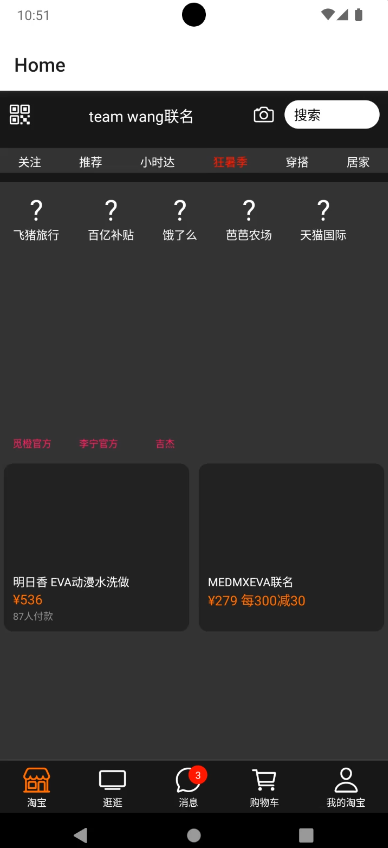 10:51
Home
team wang联名
搜索
关注 推荐 小时达 狂暑季 穿搭 居家
? ? ? ? ?
飞猪旅行 百亿补贴 饿了么 芭芭农场 天猫国际
觅橙官方 李宁官方 吉杰
明日香 EVA动漫水洗做
¥536
87人付款
MEDMXEVA联名
¥279 每300减30
3
淘宝 逛逛 消息 购物车 我的淘宝